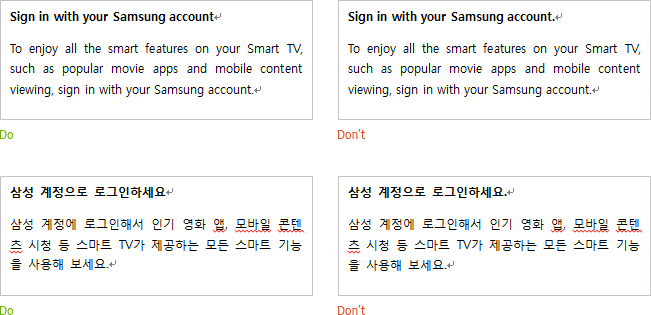 Sign in with your Samsung account↵
To enjoy all the smart features on your Smart TV,
such as popular movie apps and mobile content
viewing, sign in with your Samsung account.↵
Do
Sign in with your Samsung account.↵
To enjoy all the smart features on your Smart TV,
such as popular movie apps and mobile content
viewing, sign in with your Samsung account.↵
Don't
삼성 계정으로 로그인하세요↵
삼성 계정에 로그인해서 인기 영화 앱, 모바일 콘텐
츠 시청 등 스마트 TV가 제공하는 모든 스마트 기능
을 사용해 보세요.↵
Do
삼성 계정으로 로그인하세요.↵
삼성 계정에 로그인해서 인기 영화 앱, 모바일 콘텐
츠 시청 등 스마트 TV가 제공하는 모든 스마트 기능
을 사용해 보세요.↵
Don't